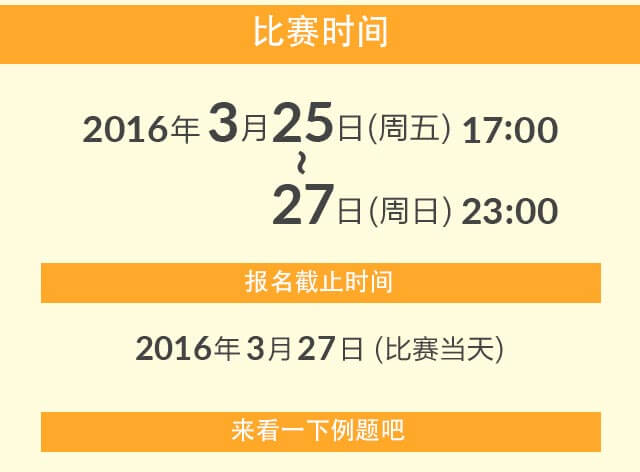 比赛时间
2016年 3月25日(周五) 17:00
~
27日(周日) 23:00
报名截止时间
2016年 3月27日 (比赛当天)
来看一下例题吧